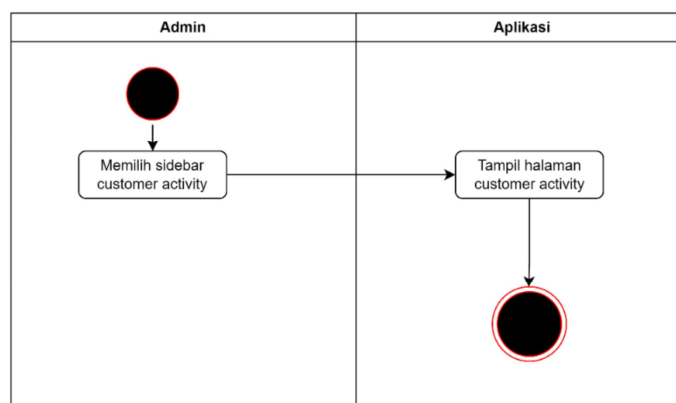 Admin
Aplikasi
Memilih sidebar
customer activity
Tampil halaman
customer activity